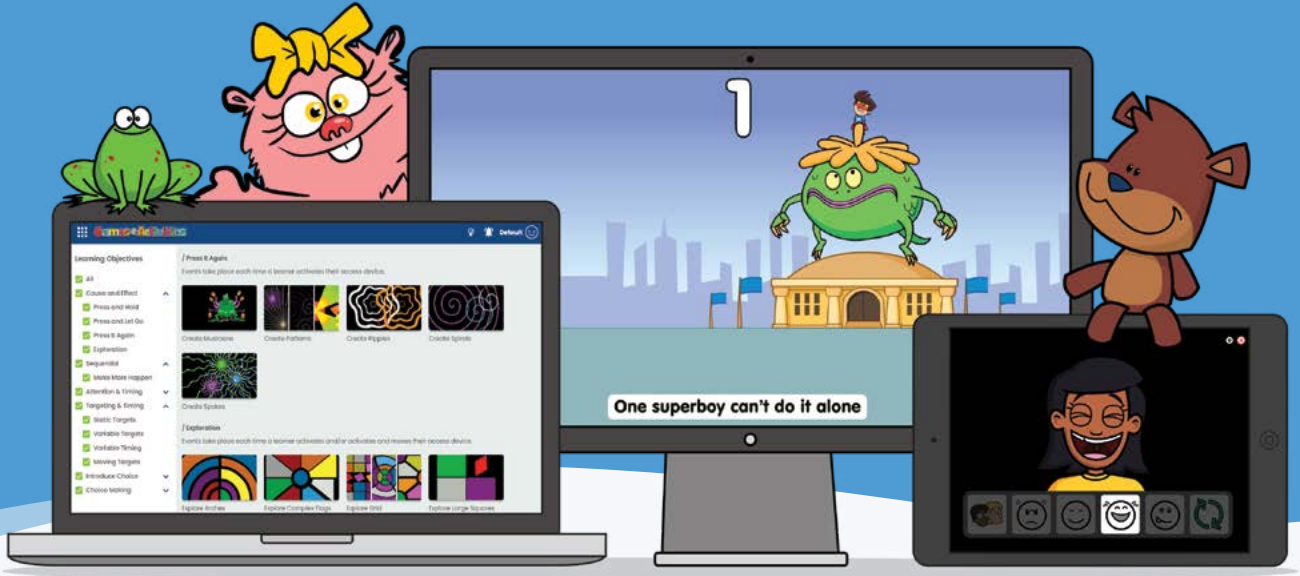 Games & Activities
Default
Learning Objectives
All
Cause and Effect
Press and Hold
Press and Let Go
Press It Again
Exploration
Sequential
Make More Happen
Attention & Timing
Targeting & Timing
Static Targets
Variable Targets
Variable Timing
Moving Targets
Introduce Choice
Choice Making
/ Press It Again
Events take place each time a learner activates their access device.
Create Musicians
Create Patterns
Create Ripples
Create Spirals
Create Spokes
/ Exploration
Events take place each time a learner activates and/or activates and moves their access device.
Explore Arches
Explore Complex Flags
Explore Grid
Explore Large Squares
1
One superboy can't do it alone